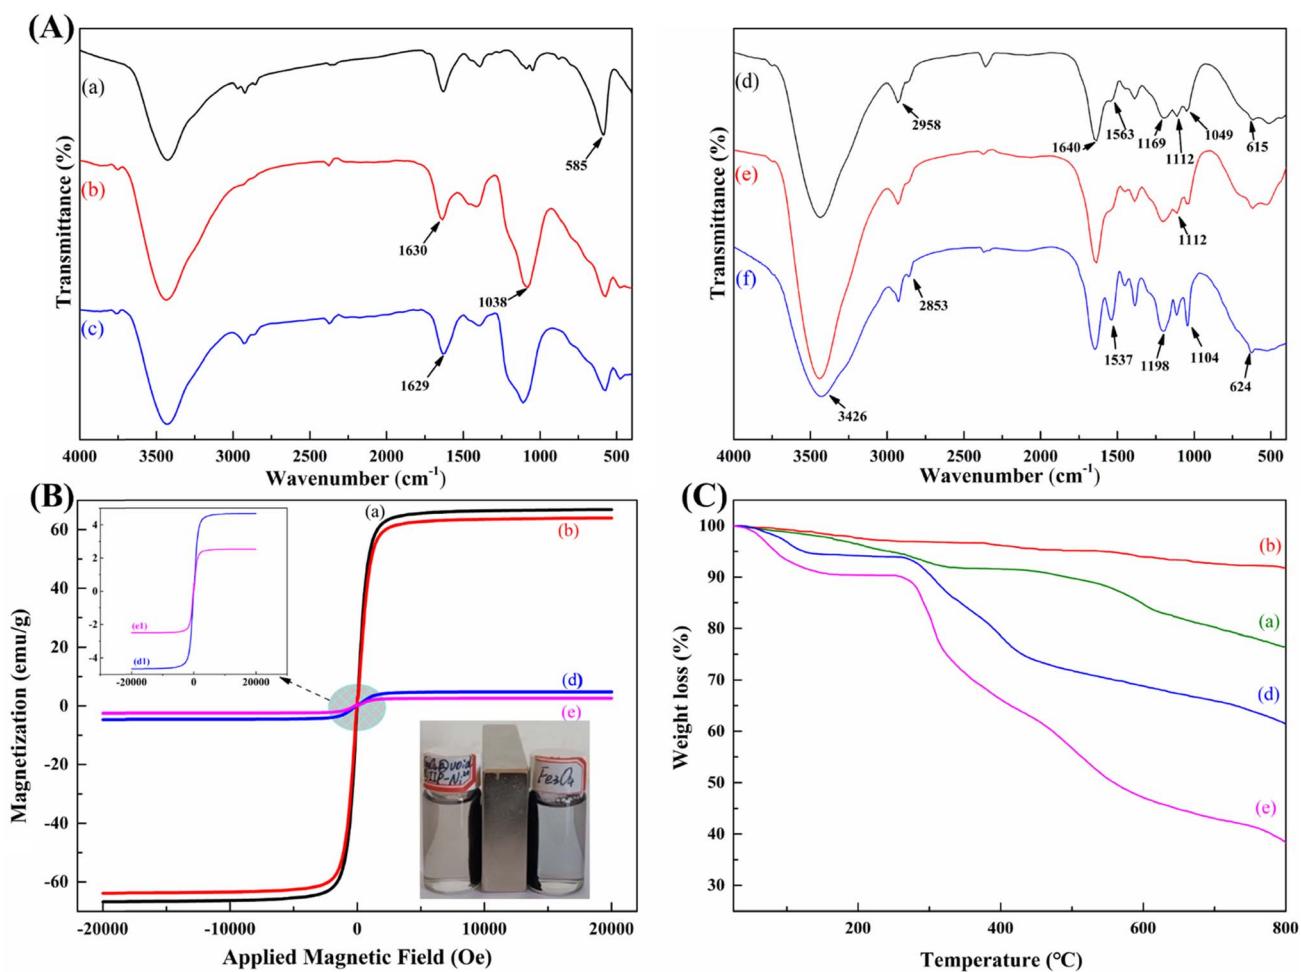 (A)
(a)
(b)
(c)
585
1630
1038
1629
Transmittance (%)
4000 3500 3000 2500 2000 1500 1000 500
Wavenumber (cm⁻¹)
(d)
(e)
(f)
2958
1640
1563
1169
1112
1049
615
1112
2853
3426
1537
1198
1104
624
Transmittance (%)
4000 3500 3000 2500 2000 1500 1000 500
Wavenumber (cm⁻¹)
(B)
60
40
20
0
-20
-40
-60
Magnetization (emu/g)
-20000 -10000 0 10000 20000
Applied Magnetic Field (Oe)
(a)
(b)
(d)
(e)
4
2
0
-2
-4
(e1)
(d1)
-20000 0 20000
IIP-Ni²⁺
Fe₃O₄
(C)
100
90
80
70
60
50
40
30
Weight loss (%)
(b)
(a)
(d)
(e)
200 400 600 800
Temperature (°C)